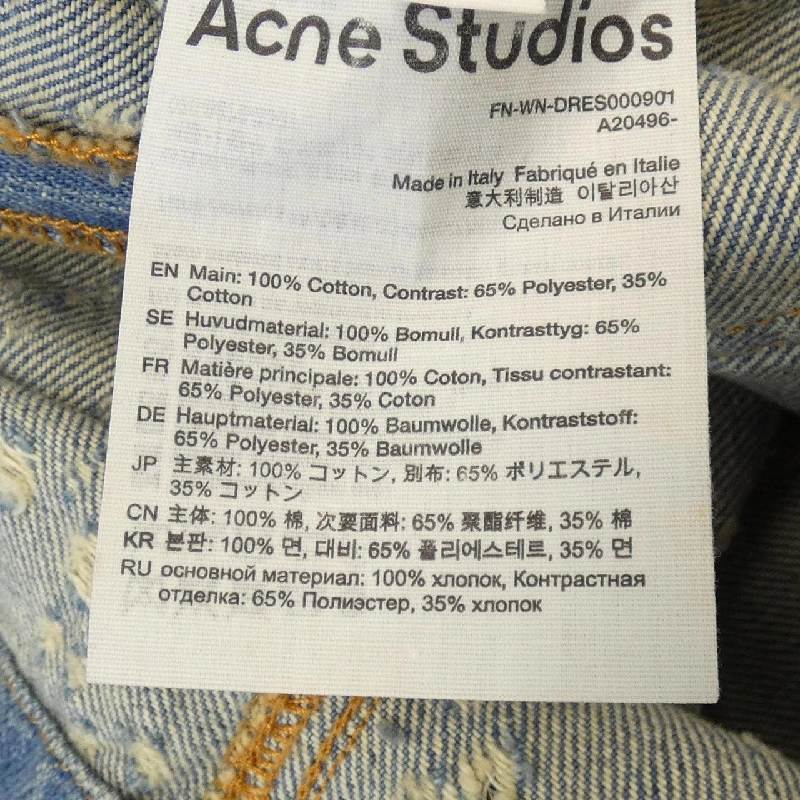 Acne Studios
FN-WN-DRES000901
A20496-
Made in Italy Fabriqué en Italie
意大利制造 이탈리아산
Сделано в Италии
EN Main: 100% Cotton, Contrast: 65% Polyester, 35%
Cotton
SE Huvudmaterial: 100% Bomull, Kontrasttyg: 65%
Polyester, 35% Bomull
FR Matière principale: 100% Coton, Tissu contrastant:
65% Polyester, 35% Coton
DE Hauptmaterial: 100% Baumwolle, Kontraststoff:
65% Polyester, 35% Baumwolle
JP 主素材: 100% コットン, 別布: 65% ポリエステル,
35% コットン
CN 主体: 100% 棉, 次要面料: 65% 聚酯纤维, 35% 棉
KR 본판: 100% 면, 대비: 65% 폴리에스테르, 35% 면
RU основной материал: 100% хлопок, Контрастная
отделка: 65% Полиэстер, 35% хлопок